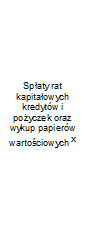 Spłaty rat
kapitałowych
kredytów i
pożyczek oraz
wykup papierów
wartościowych x